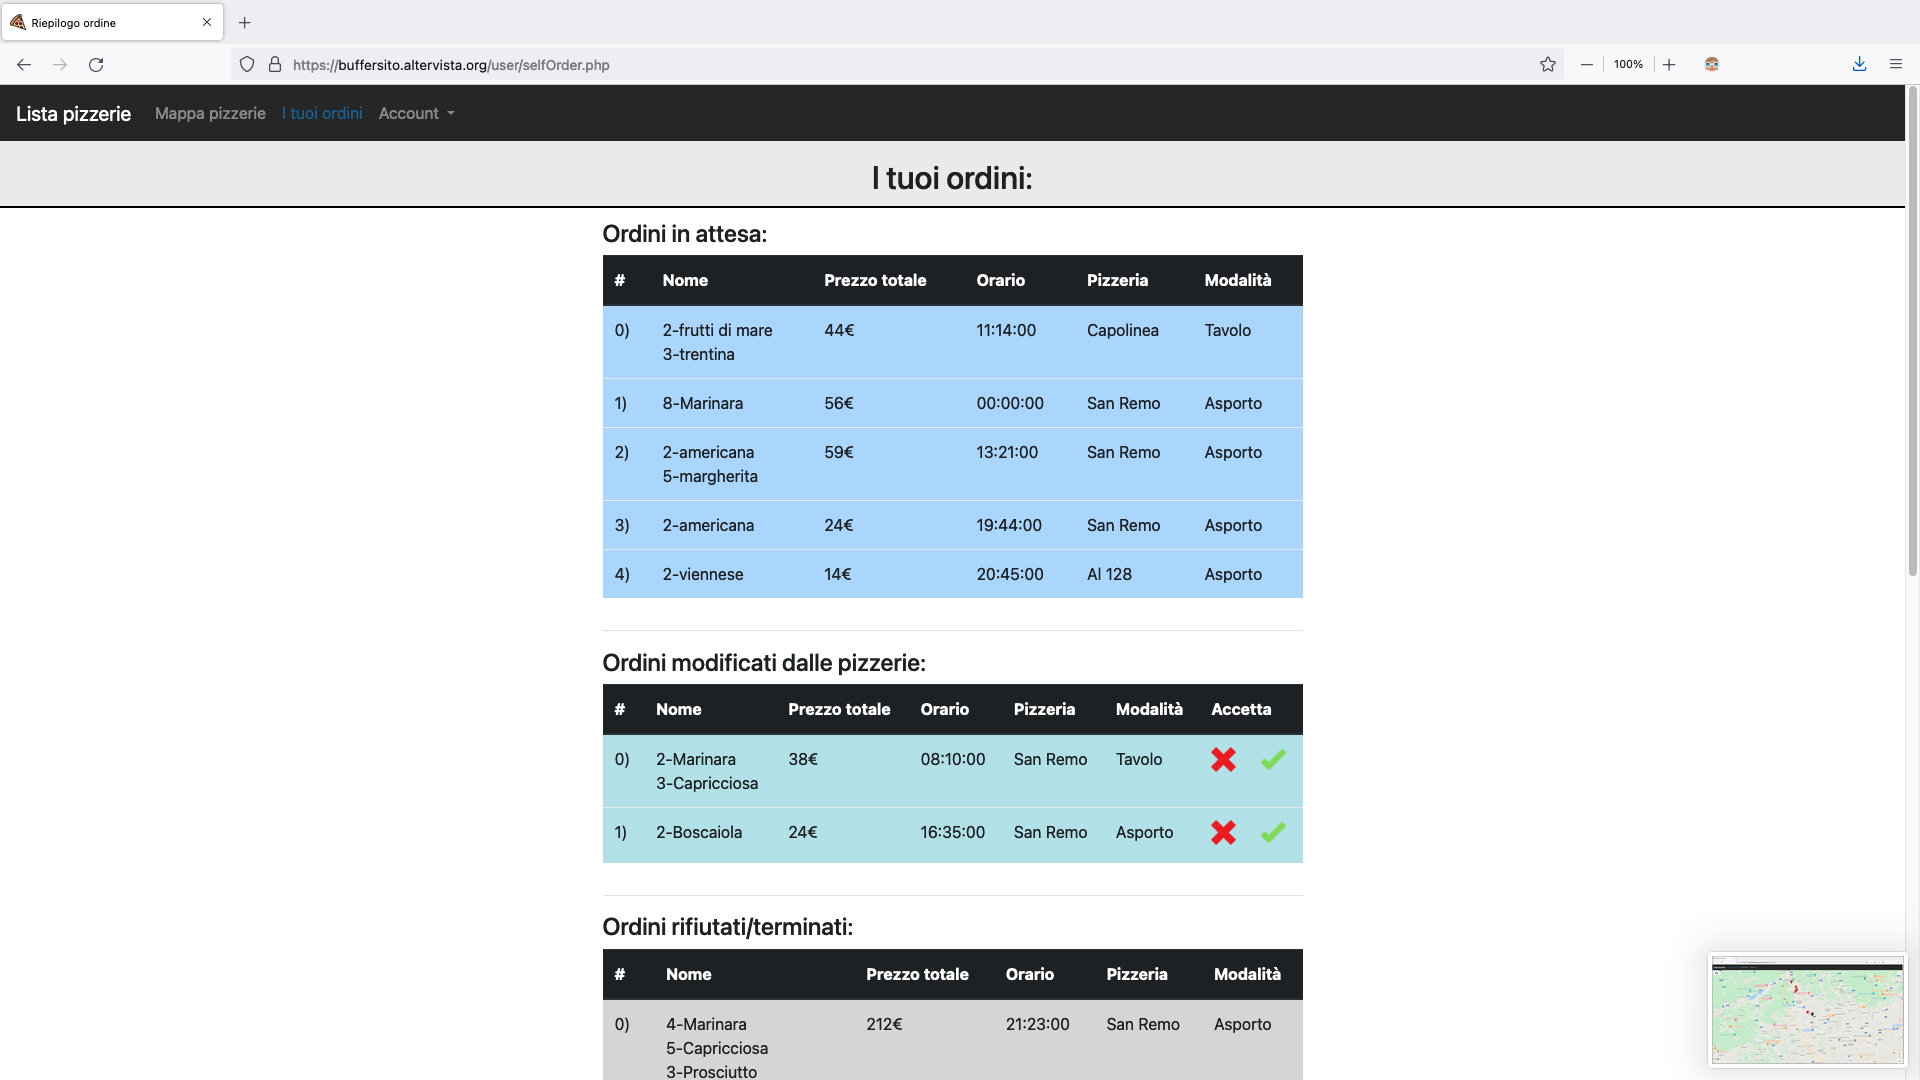 Riepilogo ordine
https://buffersito.altervista.org/user/selfOrder.php
100%
Lista pizzerie Mappa pizzerie I tuoi ordini Account
I tuoi ordini:
Ordini in attesa:
# Nome Prezzo totale Orario Pizzeria Modalità
0) 2-frutti di mare 44€ 11:14:00 Capolinea Tavolo
3-trentina
1) 8-Marinara 56€ 00:00:00 San Remo Asporto
2) 2-americana 59€ 13:21:00 San Remo Asporto
5-margherita
3) 2-americana 24€ 19:44:00 San Remo Asporto
4) 2-viennese 14€ 20:45:00 Al 128 Asporto
Ordini modificati dalle pizzerie:
# Nome Prezzo totale Orario Pizzeria Modalità Accetta
0) 2-Marinara 38€ 08:10:00 San Remo Tavolo
3-Capricciosa
1) 2-Boscaiola 24€ 16:35:00 San Remo Asporto
Ordini rifiutati/terminati:
# Nome Prezzo totale Orario Pizzeria Modalità
0) 4-Marinara 212€ 21:23:00 San Remo Asporto
5-Capricciosa
3-Prosciutto